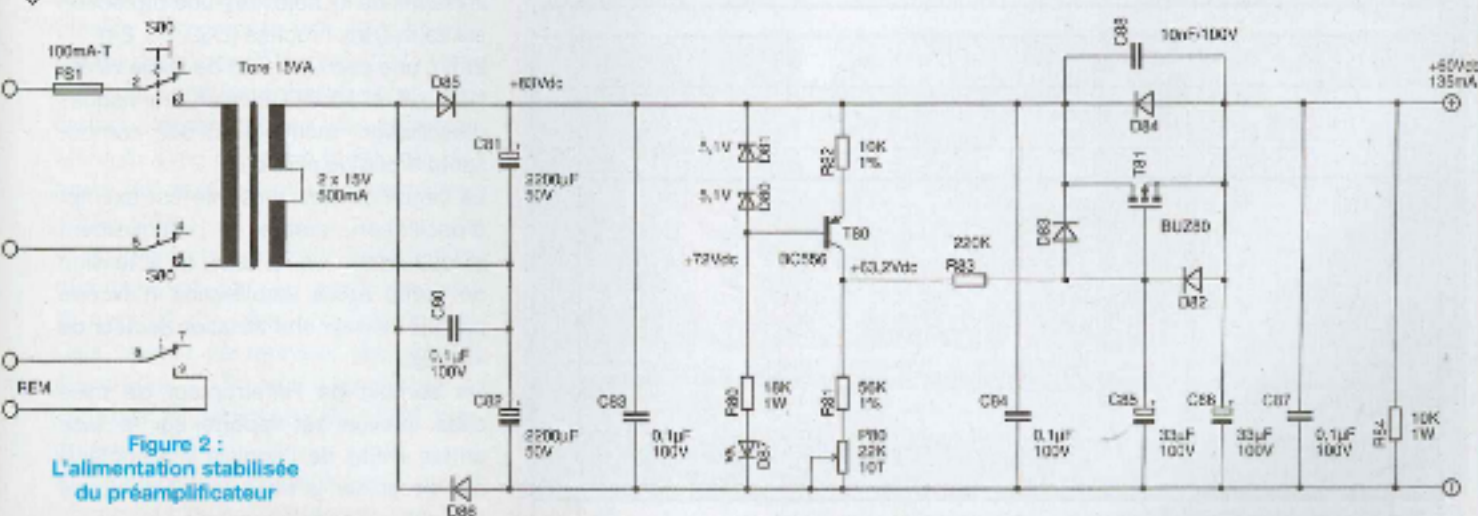 S80
100mA-T
FS1
Tore 15VA
2 x 15V
500mA
REM
S80
C80
0,1µF
100V
D85
+83Vdc
C81
2200µF
50V
C82
2200µF
50V
D86
C83
0,1µF
100V
5,1V
D81
5,1V
D80
+72Vdc
R80
18K
1W
D87
R82
10K
1%
T80
BC556
+63,2Vdc
R81
56K
1%
P80
22K
10T
220K
R83
C84
0,1µF
100V
D83
10nF/100V
D84
T81
BUZ80
D82
C85
33µF
100V
C86
33µF
100V
C87
0,1µF
100V
R84
10K
1W
+60Vdc
135mA
Figure 2 :
L'alimentation stabilisée
du préamplificateur